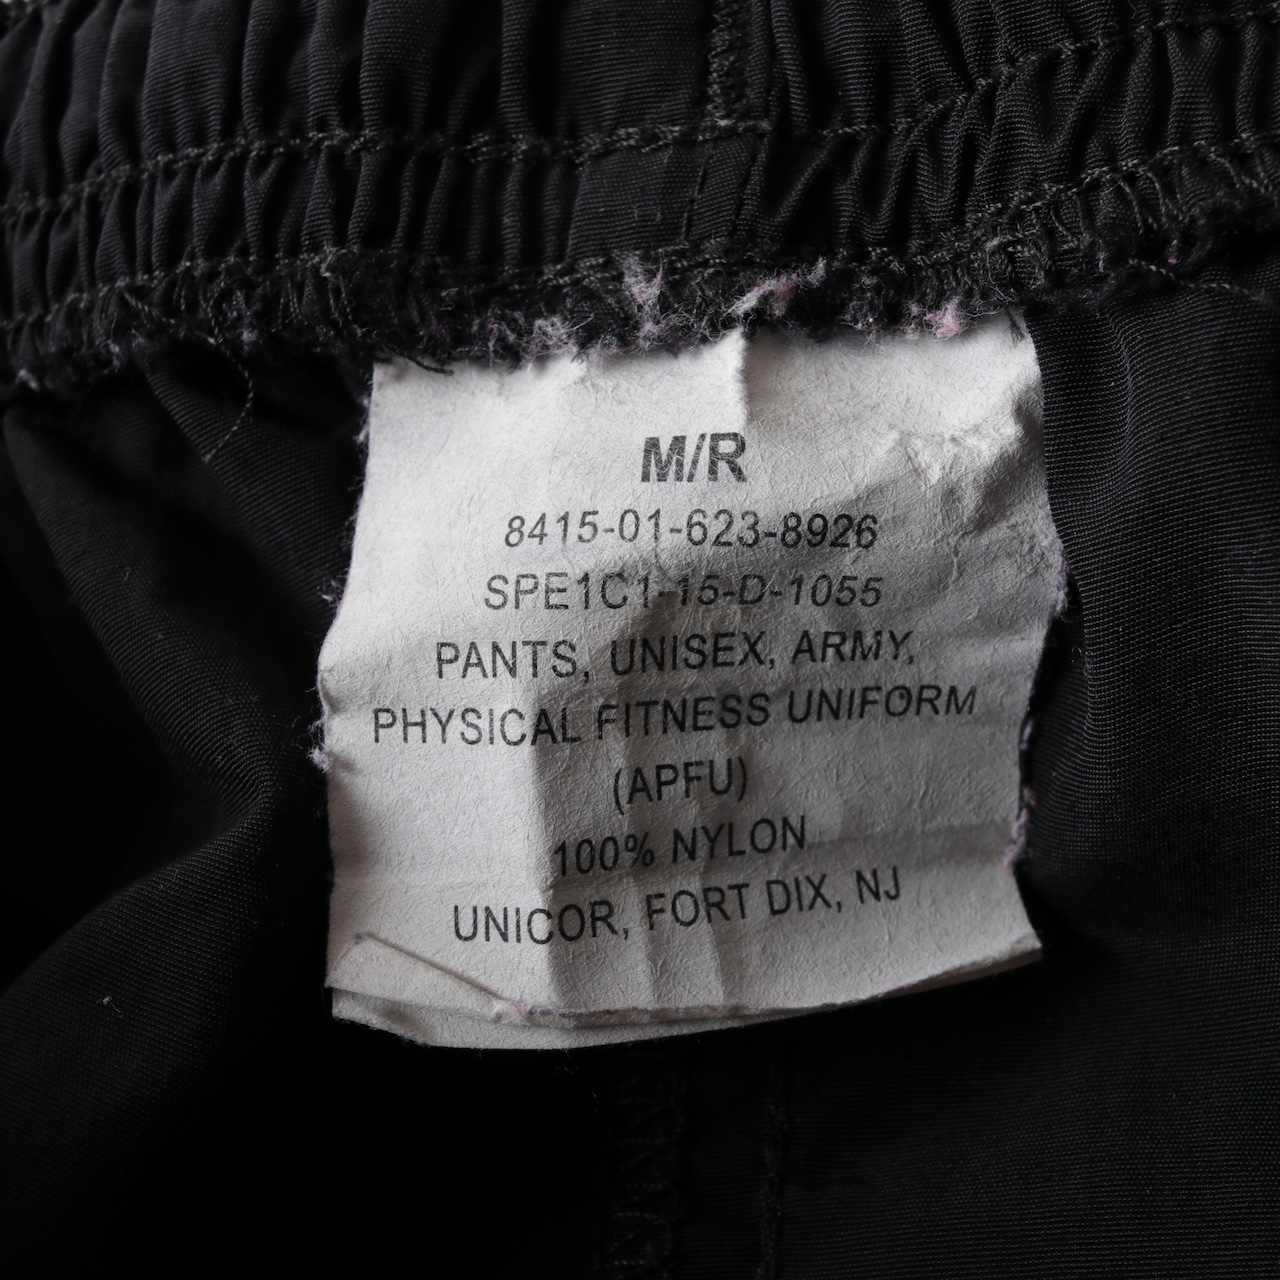 M/R
8415-01-623-8926
SPE1C1-15-D-1055
PANTS, UNISEX, ARMY,
PHYSICAL FITNESS UNIFORM
(APFU)
100% NYLON
UNICOR, FORT DIX, NJ